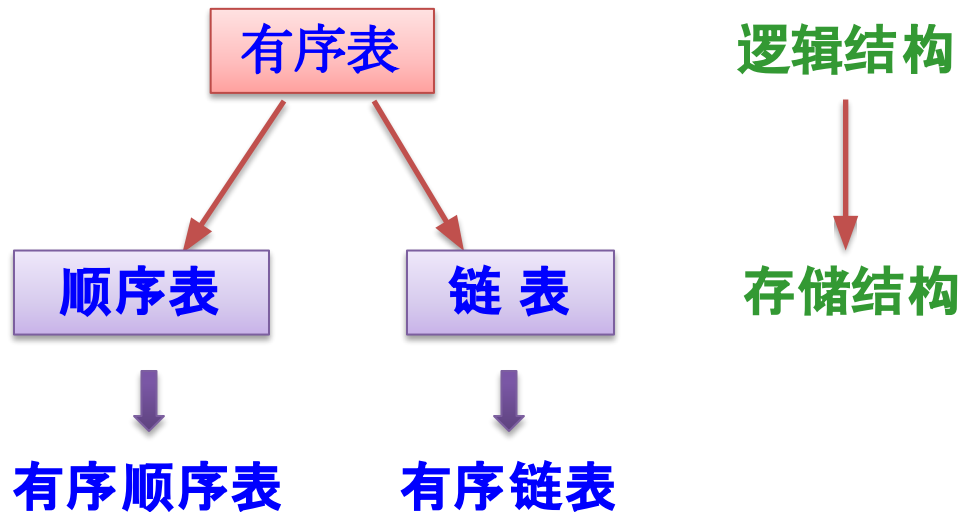 有序表
逻辑结构
顺序表
链 表
存储结构
有序顺序表
有序链表